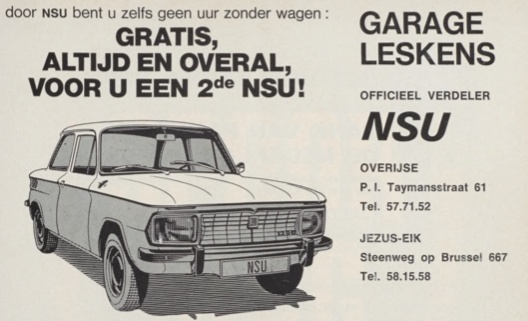 door NSU bent u zelfs geen uur zonder wagen :
GRATIS,
ALTIJD EN OVERAL,
VOOR U EEN 2de NSU!
NSU
GARAGE
LESKENS
OFFICIEEL VERDELER
NSU
OVERIJSE
P. I. Taymansstraat 61
Tel. 57.71.52
JEZUS-EIK
Steenweg op Brussel 667
Tel. 58.15.58